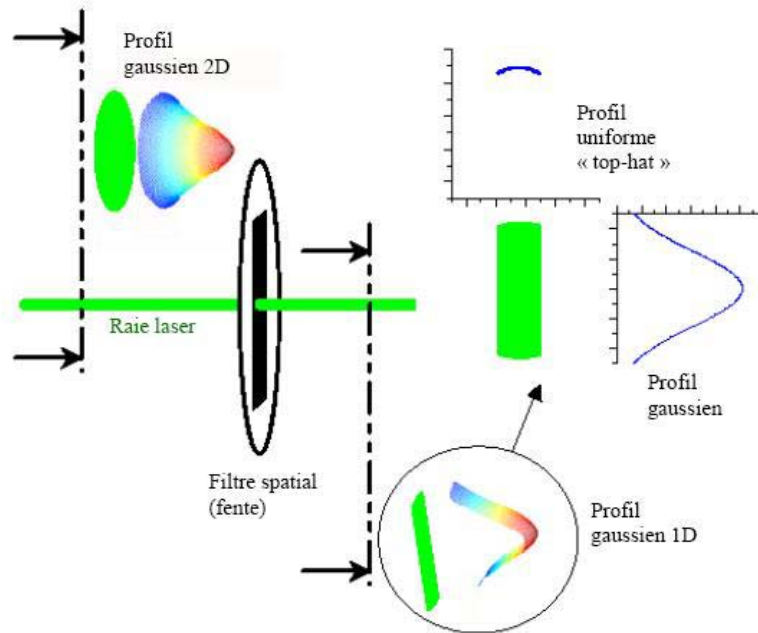 Profil
gaussien 2D
Profil
uniforme
« top-hat »
Raie laser
Profil
gaussien
Filtre spatial
(fente)
Profil
gaussien 1D